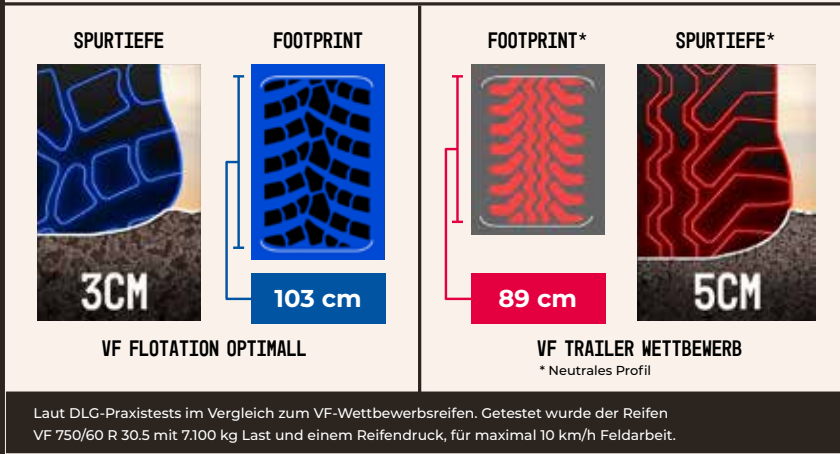 SPURTIEFE
FOOTPRINT
3CM
103 cm
VF FLOTATION OPTIMALL
FOOTPRINT*
SPURTIEFE*
89 cm
5CM
VF TRAILER WETTBEWERB
* Neutrales Profil
Laut DLG-Praxistests im Vergleich zum VF-Wettbewerbsreifen. Getestet wurde der Reifen
VF 750/60 R 30.5 mit 7.100 kg Last und einem Reifendruck, für maximal 10 km/h Feldarbeit.